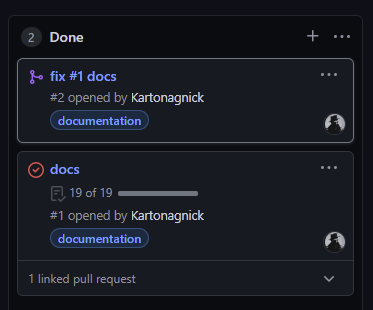 2 Done
fix #1 docs
#2 opened by Kartonagnick
documentation
docs
19 of 19
#1 opened by Kartonagnick
documentation
1 linked pull request